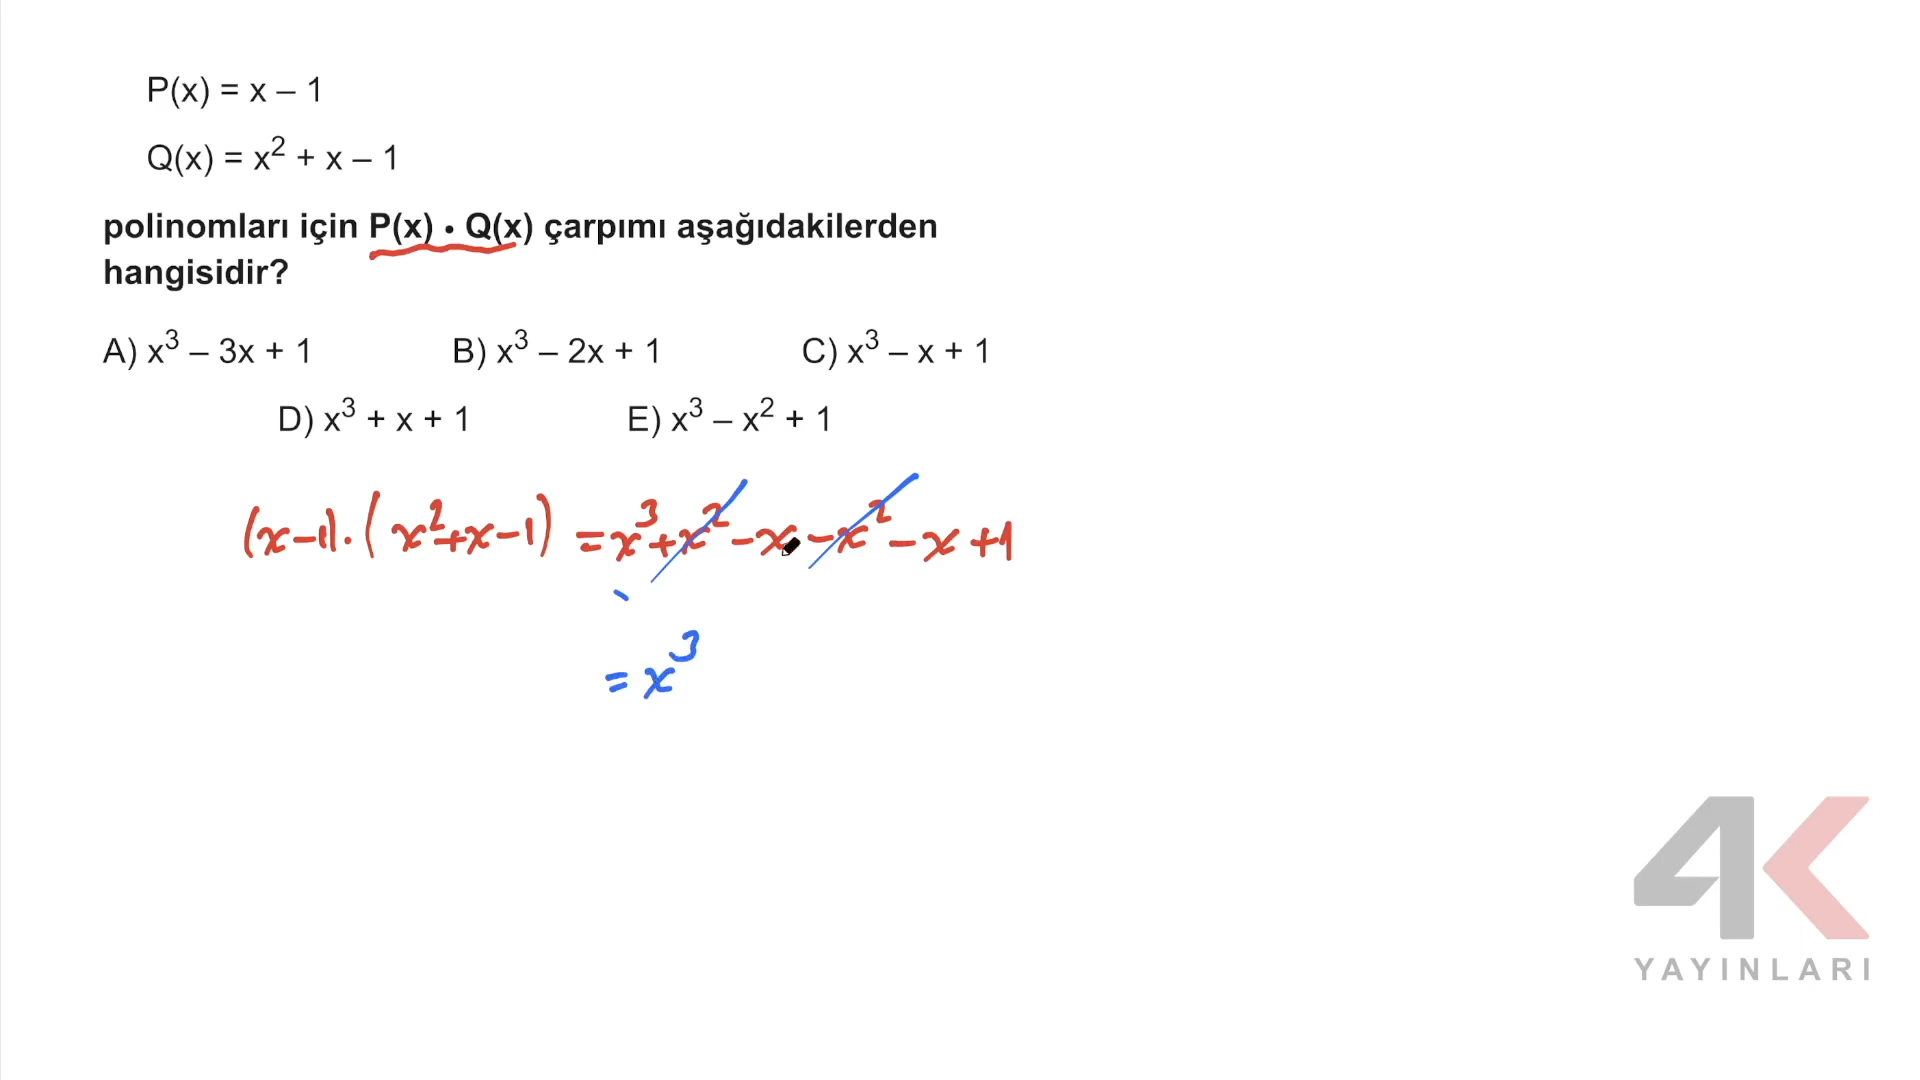 P(x) = x – 1
Q(x) = x² + x – 1
polinomları için P(x) • Q(x) çarpımı aşağıdakilerden
hangisidir?
A) x³ – 3x + 1 B) x³ – 2x + 1 C) x³ – x + 1
D) x³ + x + 1 E) x³ – x² + 1
(x-1).(x²+x-1) = x³+x²-x-x²-x+1
= x³
4K
YAYINLARI